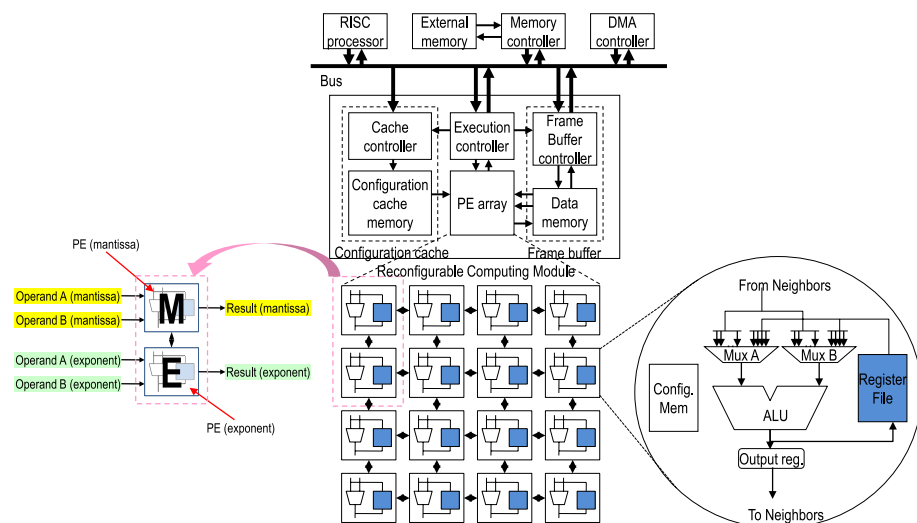 RISC
processor
External
memory
Memory
controller
DMA
controller
Bus
Cache
controller
Execution
controller
Frame
Buffer
controller
Configuration
cache
memory
PE array
Data
memory
Configuration cache
Frame buffer
Reconfigurable Computing Module
PE
(mantissa)
Operand A (mantissa)
Operand B (mantissa)
M
Result (mantissa)
Operand A (exponent)
Operand B (exponent)
E
Result (exponent)
PE (exponent)
From Neighbors
Mux A
Mux B
Config.
Mem
ALU
Register
File
Output reg.
To Neighbors